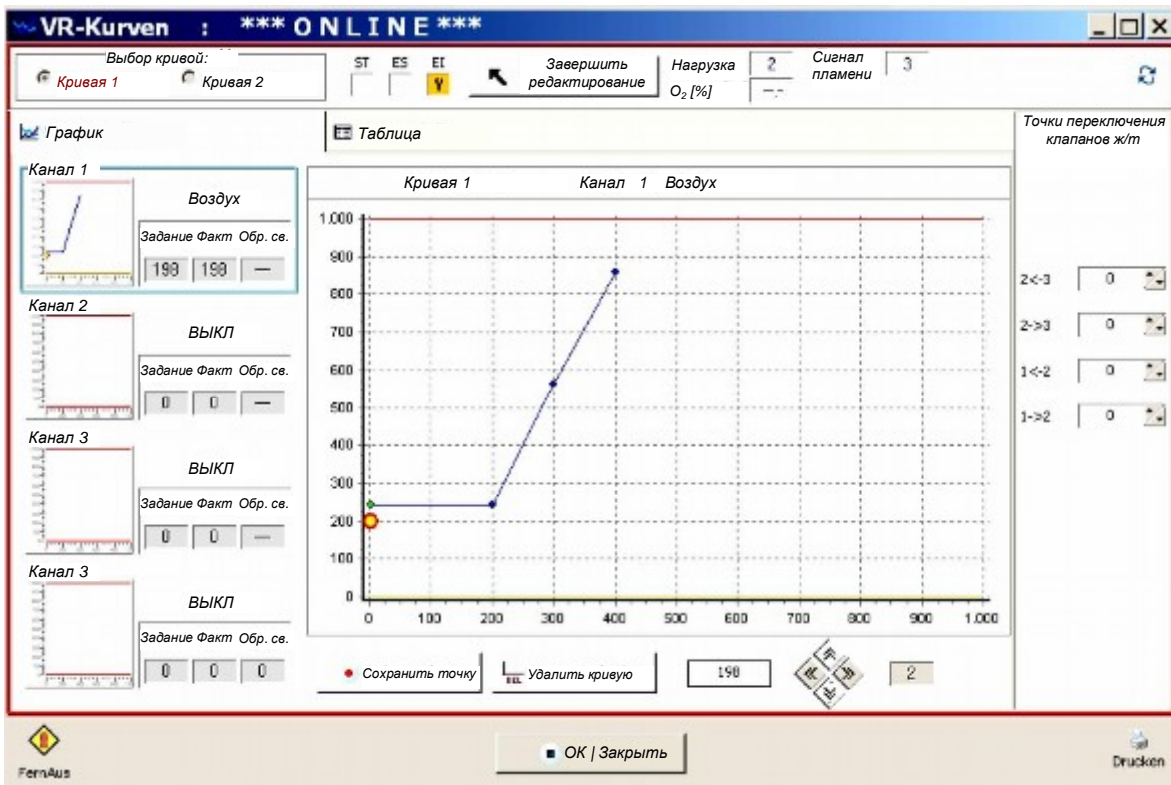 VR-Kurven : *** O N L I N E ***
Выбор кривой:
Кривая 1 Кривая 2
ST ES EI
Завершить
редактирование
Нагрузка 2
O₂ [%] --.-
Сигнал
пламени 3
График
Таблица
Точки переключения
клапанов ж/т
Канал 1
Воздух
Задание Факт Обр. св.
198 198 ---
Канал 2
ВЫКЛ
Задание Факт Обр. св.
0 0 ---
Канал 3
ВЫКЛ
Задание Факт Обр. св.
0 0 ---
Канал 3
ВЫКЛ
Задание Факт Обр. св.
0 0 0
Кривая 1 Канал 1 Воздух
1.000
900
800
700
600
500
400
300
200
100
0
0 100 200 300 400 500 600 700 800 900 1.000
2<-3 0
2->3 0
1<-2 0
1->2 0
Сохранить точку
DEL Удалить кривую
198
2
FernAus
ОК | Закрыть
Drucken